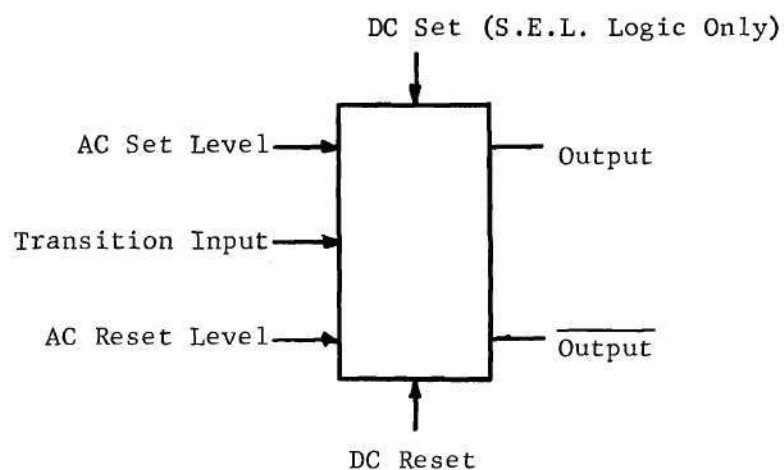 DC Set (S.E.L. Logic Only)
AC Set Level
Output
Transition Input
AC Reset Level
Output
DC Reset